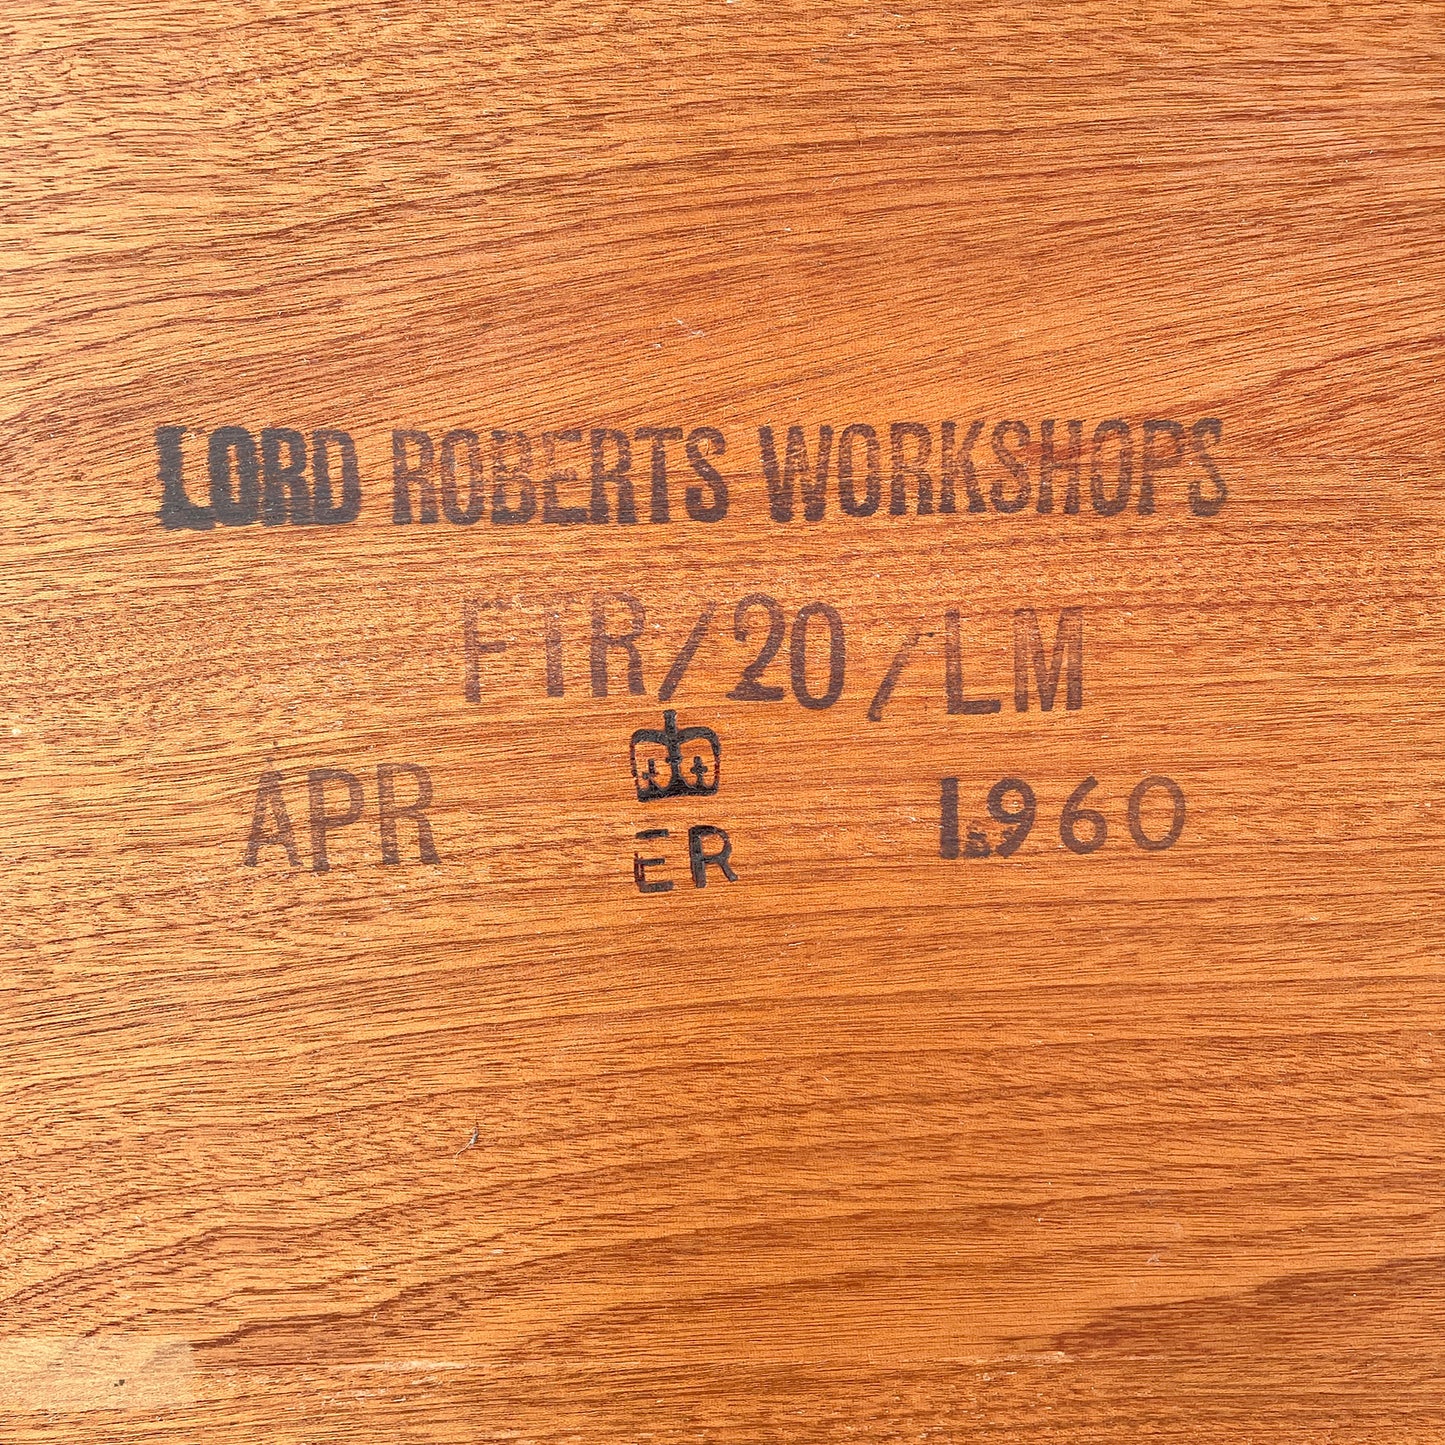 LORD ROBERTS WORKSHOPS
FTR/20/LM
APR 1960
ER